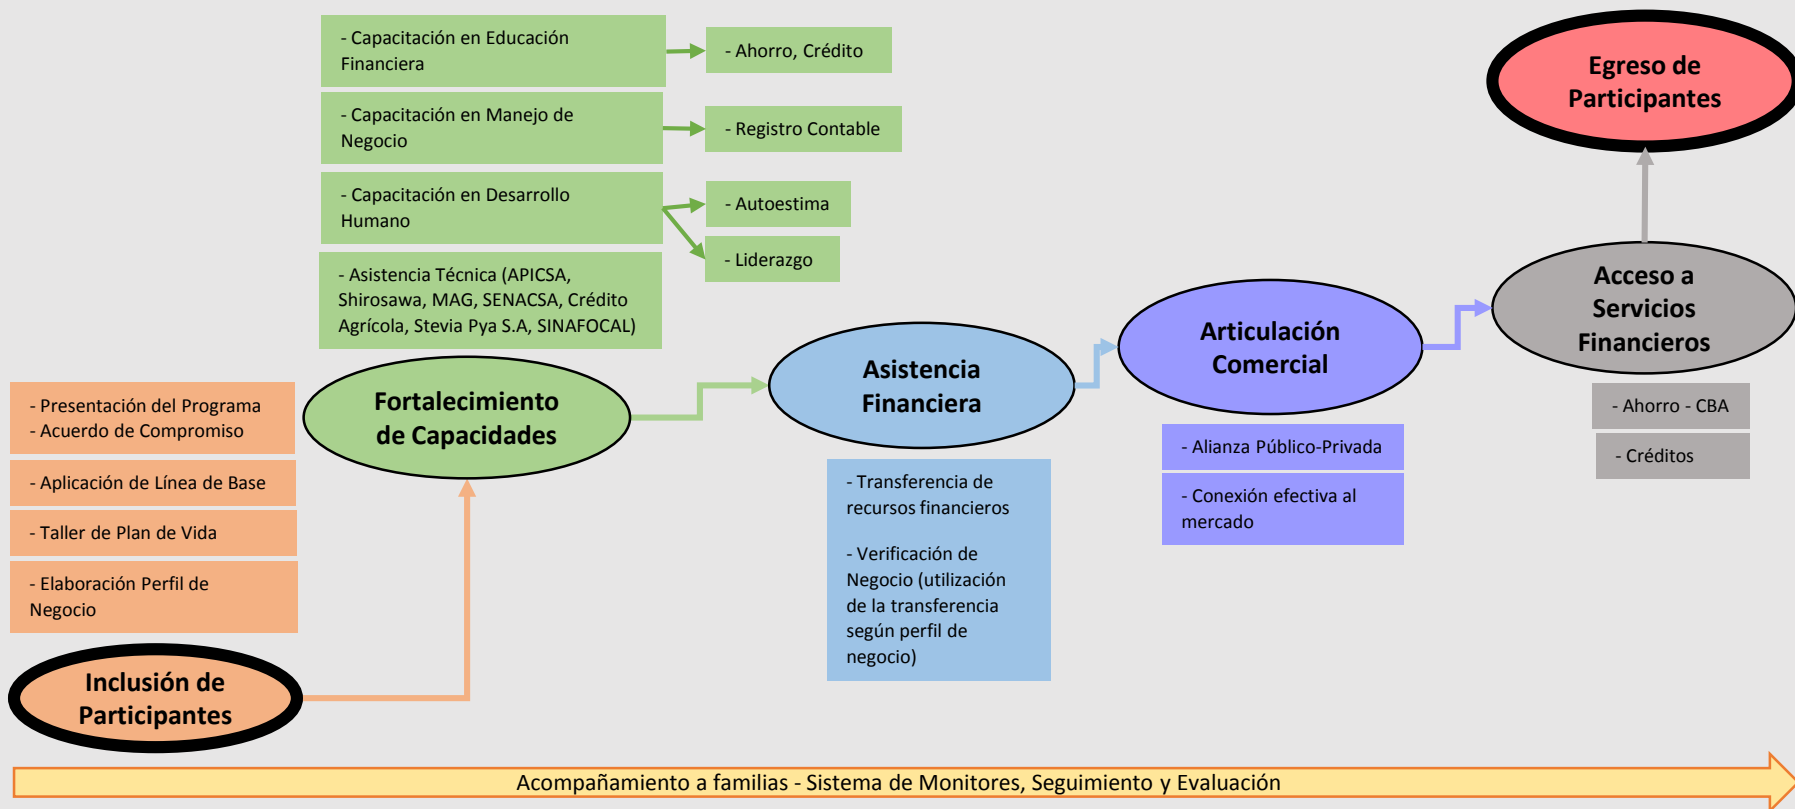 - Capacitación en Educación
Financiera
- Ahorro, Crédito
- Capacitación en Manejo de
Negocio
- Registro Contable
- Capacitación en Desarrollo
Humano
- Autoestima
- Liderazgo
- Asistencia Técnica (APICSA,
Shirosawa, MAG, SENACSA, Crédito
Agrícola, Stevia Pya S.A, SINAFOCAL)
Egreso de
Participantes
Acceso a
Servicios
Financieros
- Ahorro - CBA
- Créditos
Articulación
Comercial
- Alianza Público-Privada
- Conexión efectiva al
mercado
Asistencia
Financiera
- Transferencia de
recursos financieros
- Verificación de
Negocio (utilización
de la transferencia
según perfil de
negocio)
Fortalecimiento
de Capacidades
- Presentación del Programa
- Acuerdo de Compromiso
- Aplicación de Línea de Base
- Taller de Plan de Vida
- Elaboración Perfil de
Negocio
Inclusión de
Participantes
Acompañamiento a familias - Sistema de Monitores, Seguimiento y Evaluación